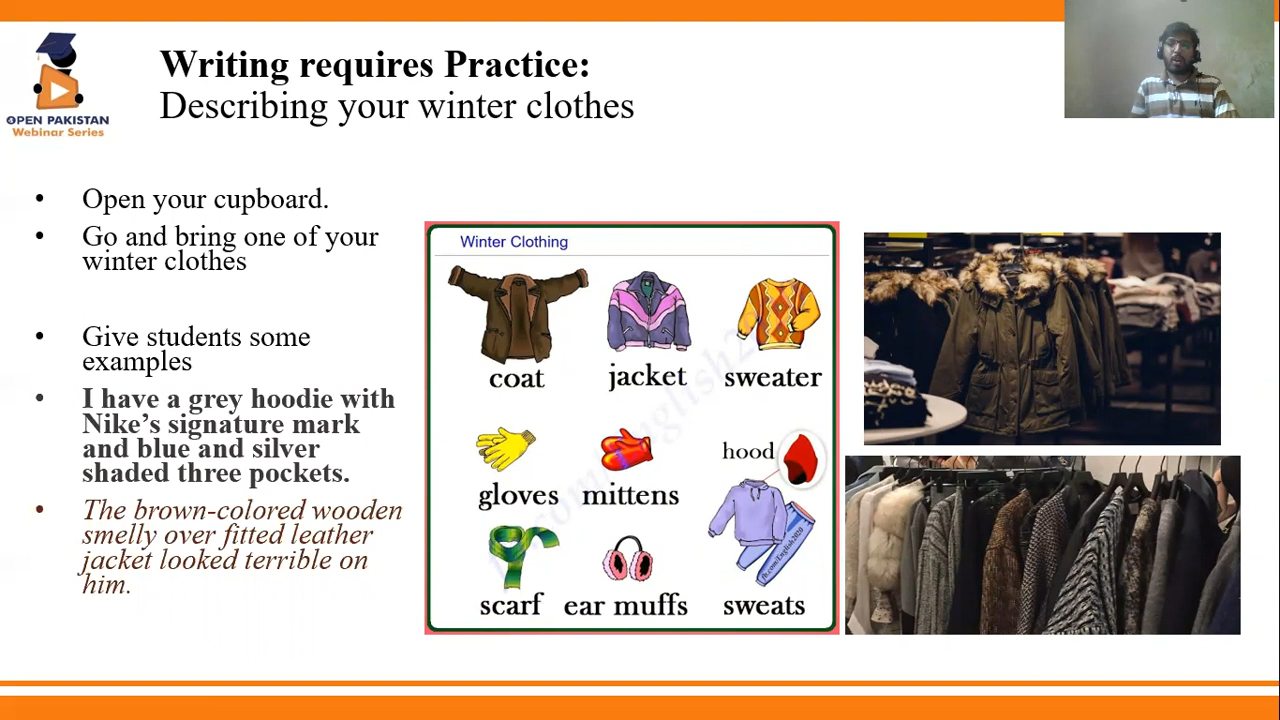 OPEN PAKISTAN
Webinar Series
Writing requires Practice:
Describing your winter clothes
• Open your cupboard.
• Go and bring one of your
winter clothes
• Give students some
examples
• I have a grey hoodie with
Nike’s signature mark
and blue and silver
shaded three pockets.
• The brown-colored wooden
smelly over fitted leather
jacket looked terrible on
him.
Winter Clothing
coat
jacket
sweater
gloves
mittens
hood
scarf
ear muffs
sweats
fb.com/English2020